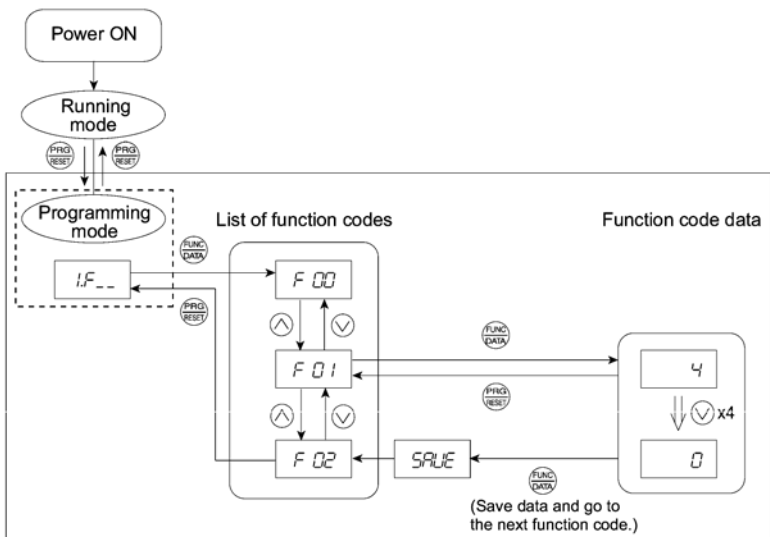 Power ON
Running
mode
PRG
RESET
PRG
RESET
Programming
mode
List of function codes
Function code data
FUNC
DATA
1.F__
F 00
PRG
RESET
FUNC
DATA
F 01
4
PRG
RESET
x4
F 02
SAVE
0
FUNC
DATA
(Save data and go to
the next function code.)